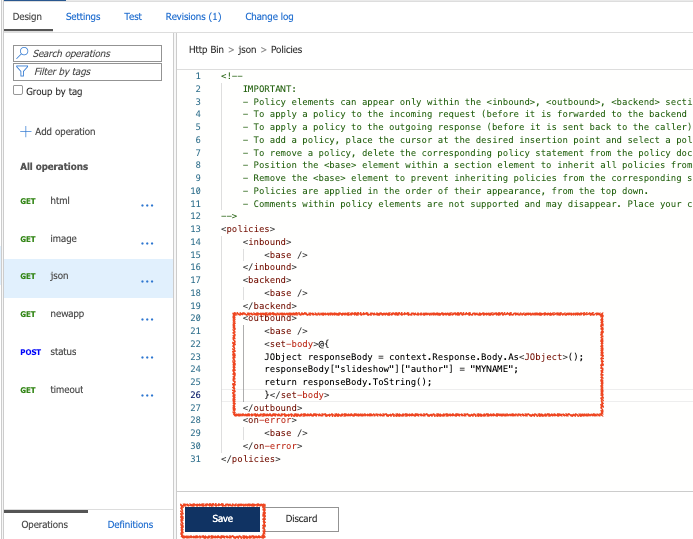 Design Settings Test Revisions (1) Change log
Search operations
Filter by tags
Group by tag
Add operation
All operations
GET html ...
GET image ...
GET json ...
GET newapp ...
POST status ...
GET timeout ...
Operations Definitions
Http Bin > json > Policies
1 <!--
2 IMPORTANT:
3 - Policy elements can appear only within the <inbound>, <outbound>, <backend> secti
4 - To apply a policy to the incoming request (before it is forwarded to the backend
5 - To apply a policy to the outgoing response (before it is sent back to the caller)
6 - To add a policy, place the cursor at the desired insertion point and select a pol
7 - To remove a policy, delete the corresponding policy statement from the policy doc
8 - Position the <base> element within a section element to inherit all policies from
9 - Remove the <base> element to prevent inheriting policies from the corresponding s
10 - Policies are applied in the order of their appearance, from the top down.
11 - Comments within policy elements are not supported and may disappear. Place your c
12 -->
13 <policies>
14 <inbound>
15 <base />
16 </inbound>
17 <backend>
18 <base />
19 </backend>
20 <outbound>
21 <base />
22 <set-body>@{
23 JObject responseBody = context.Response.Body.As<JObject>();
24 responseBody["slideshow"]["author"] = "MYNAME";
25 return responseBody.ToString();
26 }</set-body>
27 </outbound>
28 <on-error>
29 <base />
30 </on-error>
31 </policies>
Save Discard